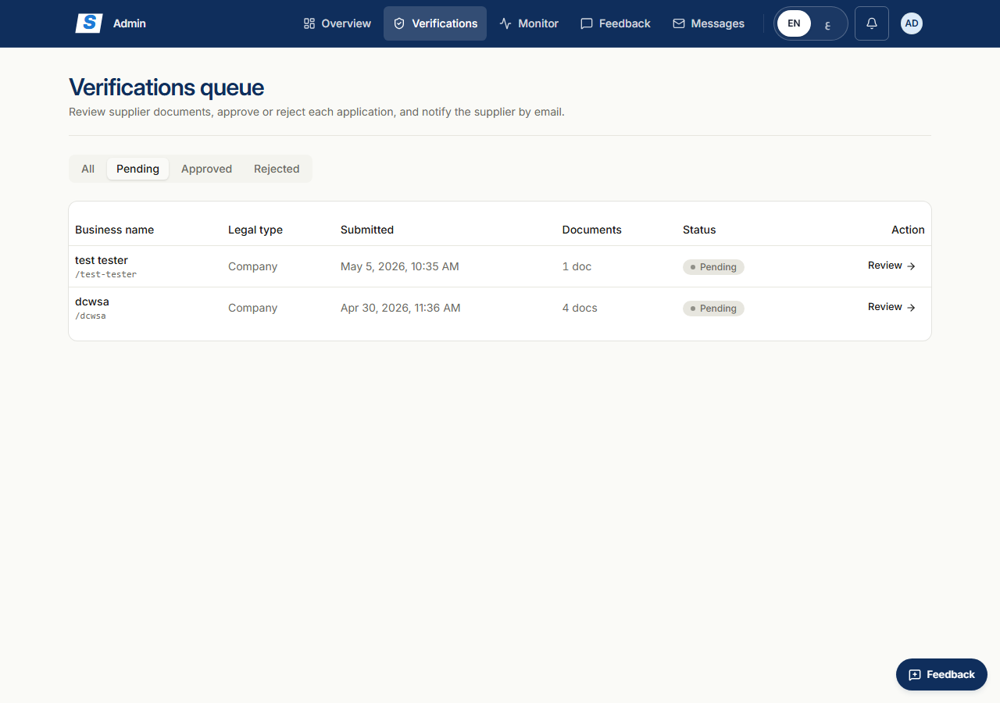 S Admin Overview Verifications Monitor Feedback Messages EN ع AD
Verifications queue
Review supplier documents, approve or reject each application, and notify the supplier by email.
All Pending Approved Rejected
Business name Legal type Submitted Documents Status Action
test tester
/test-tester
Company May 5, 2026, 10:35 AM 1 doc Pending Review
dcwsa
/dcwsa
Company Apr 30, 2026, 11:36 AM 4 docs Pending Review
Feedback